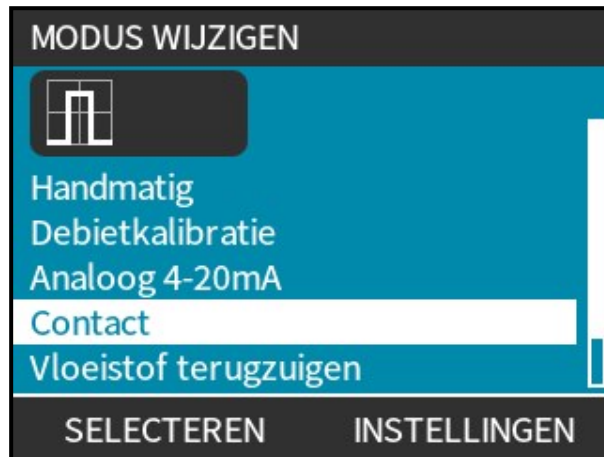 MODUS WIJZIGEN
Handmatig
Debietkalibratie
Analoog 4-20mA
Contact
Vloeistof terugzuigen
SELECTEREN INSTELLINGEN